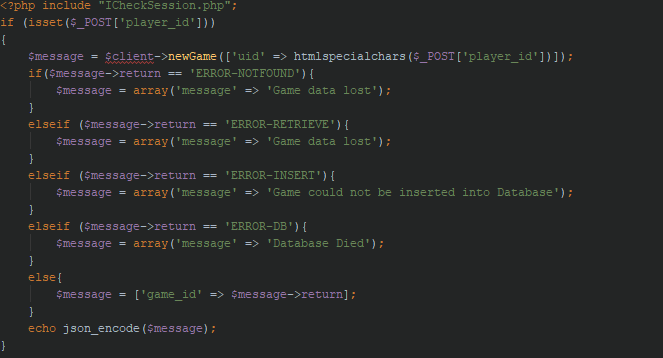 <?php include "ICheckSession.php";
if (isset($_POST['player_id']))
{
    $message = $client->newGame(['uid' => htmlspecialchars($_POST['player_id'])]);
    if($message->return == 'ERROR-NOTFOUND'){
        $message = array('message' => 'Game data lost');
    }
    elseif ($message->return == 'ERROR-RETRIEVE'){
        $message = array('message' => 'Game data lost');
    }
    elseif ($message->return == 'ERROR-INSERT'){
        $message = array('message' => 'Game could not be inserted into Database');
    }
    elseif ($message->return == 'ERROR-DB'){
        $message = array('message' => 'Database Died');
    }
    else{
        $message = ['game_id' => $message->return];
    }
    echo json_encode($message);
}